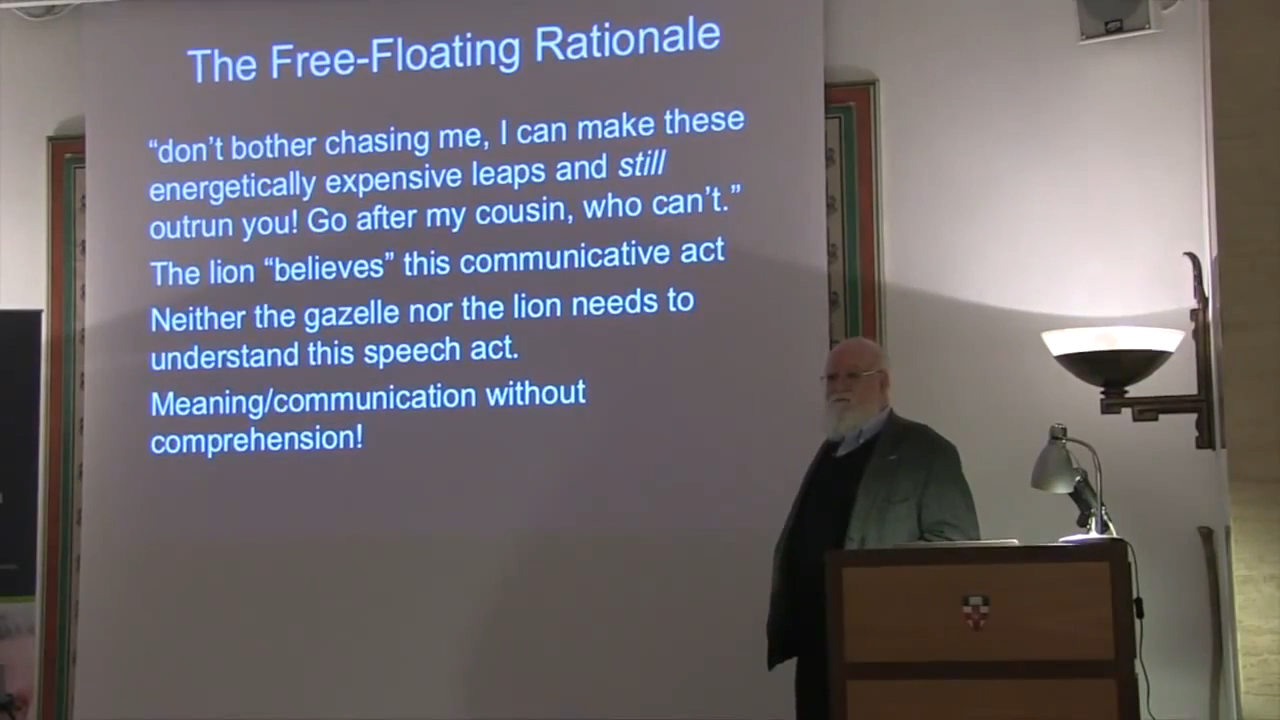 The Free-Floating Rationale
“don’t bother chasing me, I can make these
energetically expensive leaps and still
outrun you! Go after my cousin, who can’t.”
The lion “believes” this communicative act
Neither the gazelle nor the lion needs to
understand this speech act.
Meaning/communication without
comprehension!